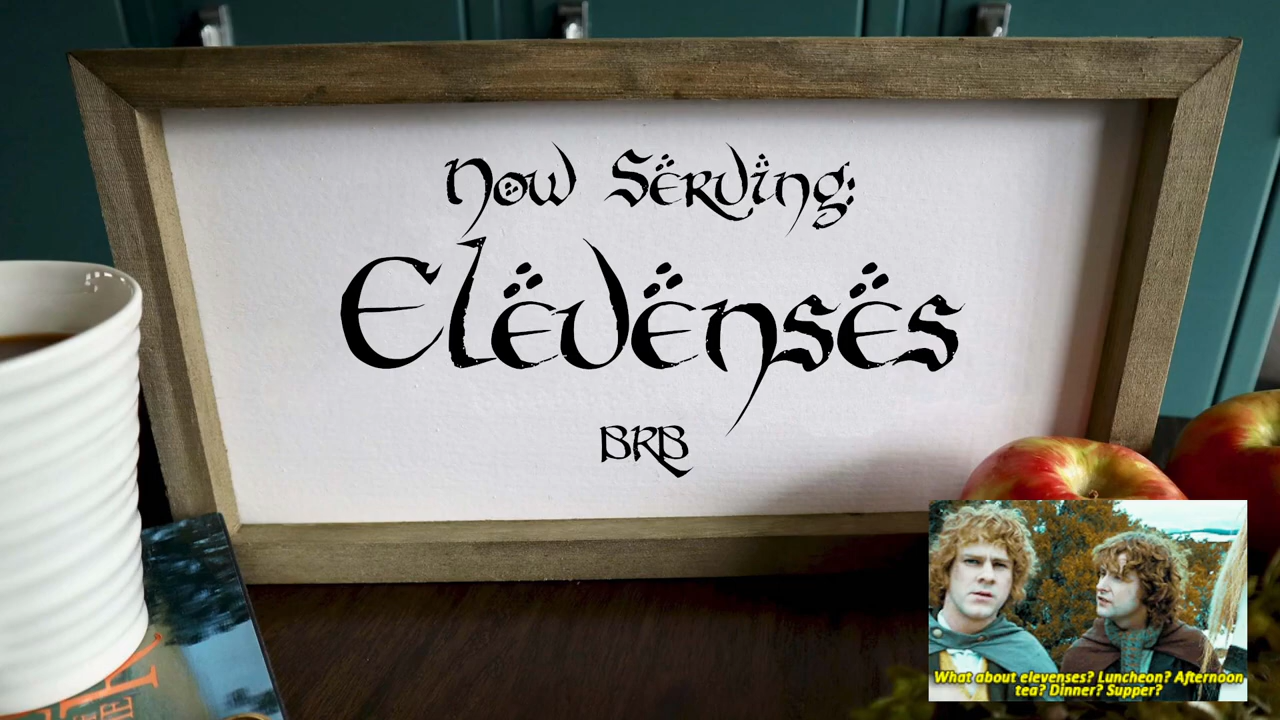 Now Serving:
Elevenses
BRB
What about elevenses? Luncheon? Afternoon
tea? Dinner? Supper?